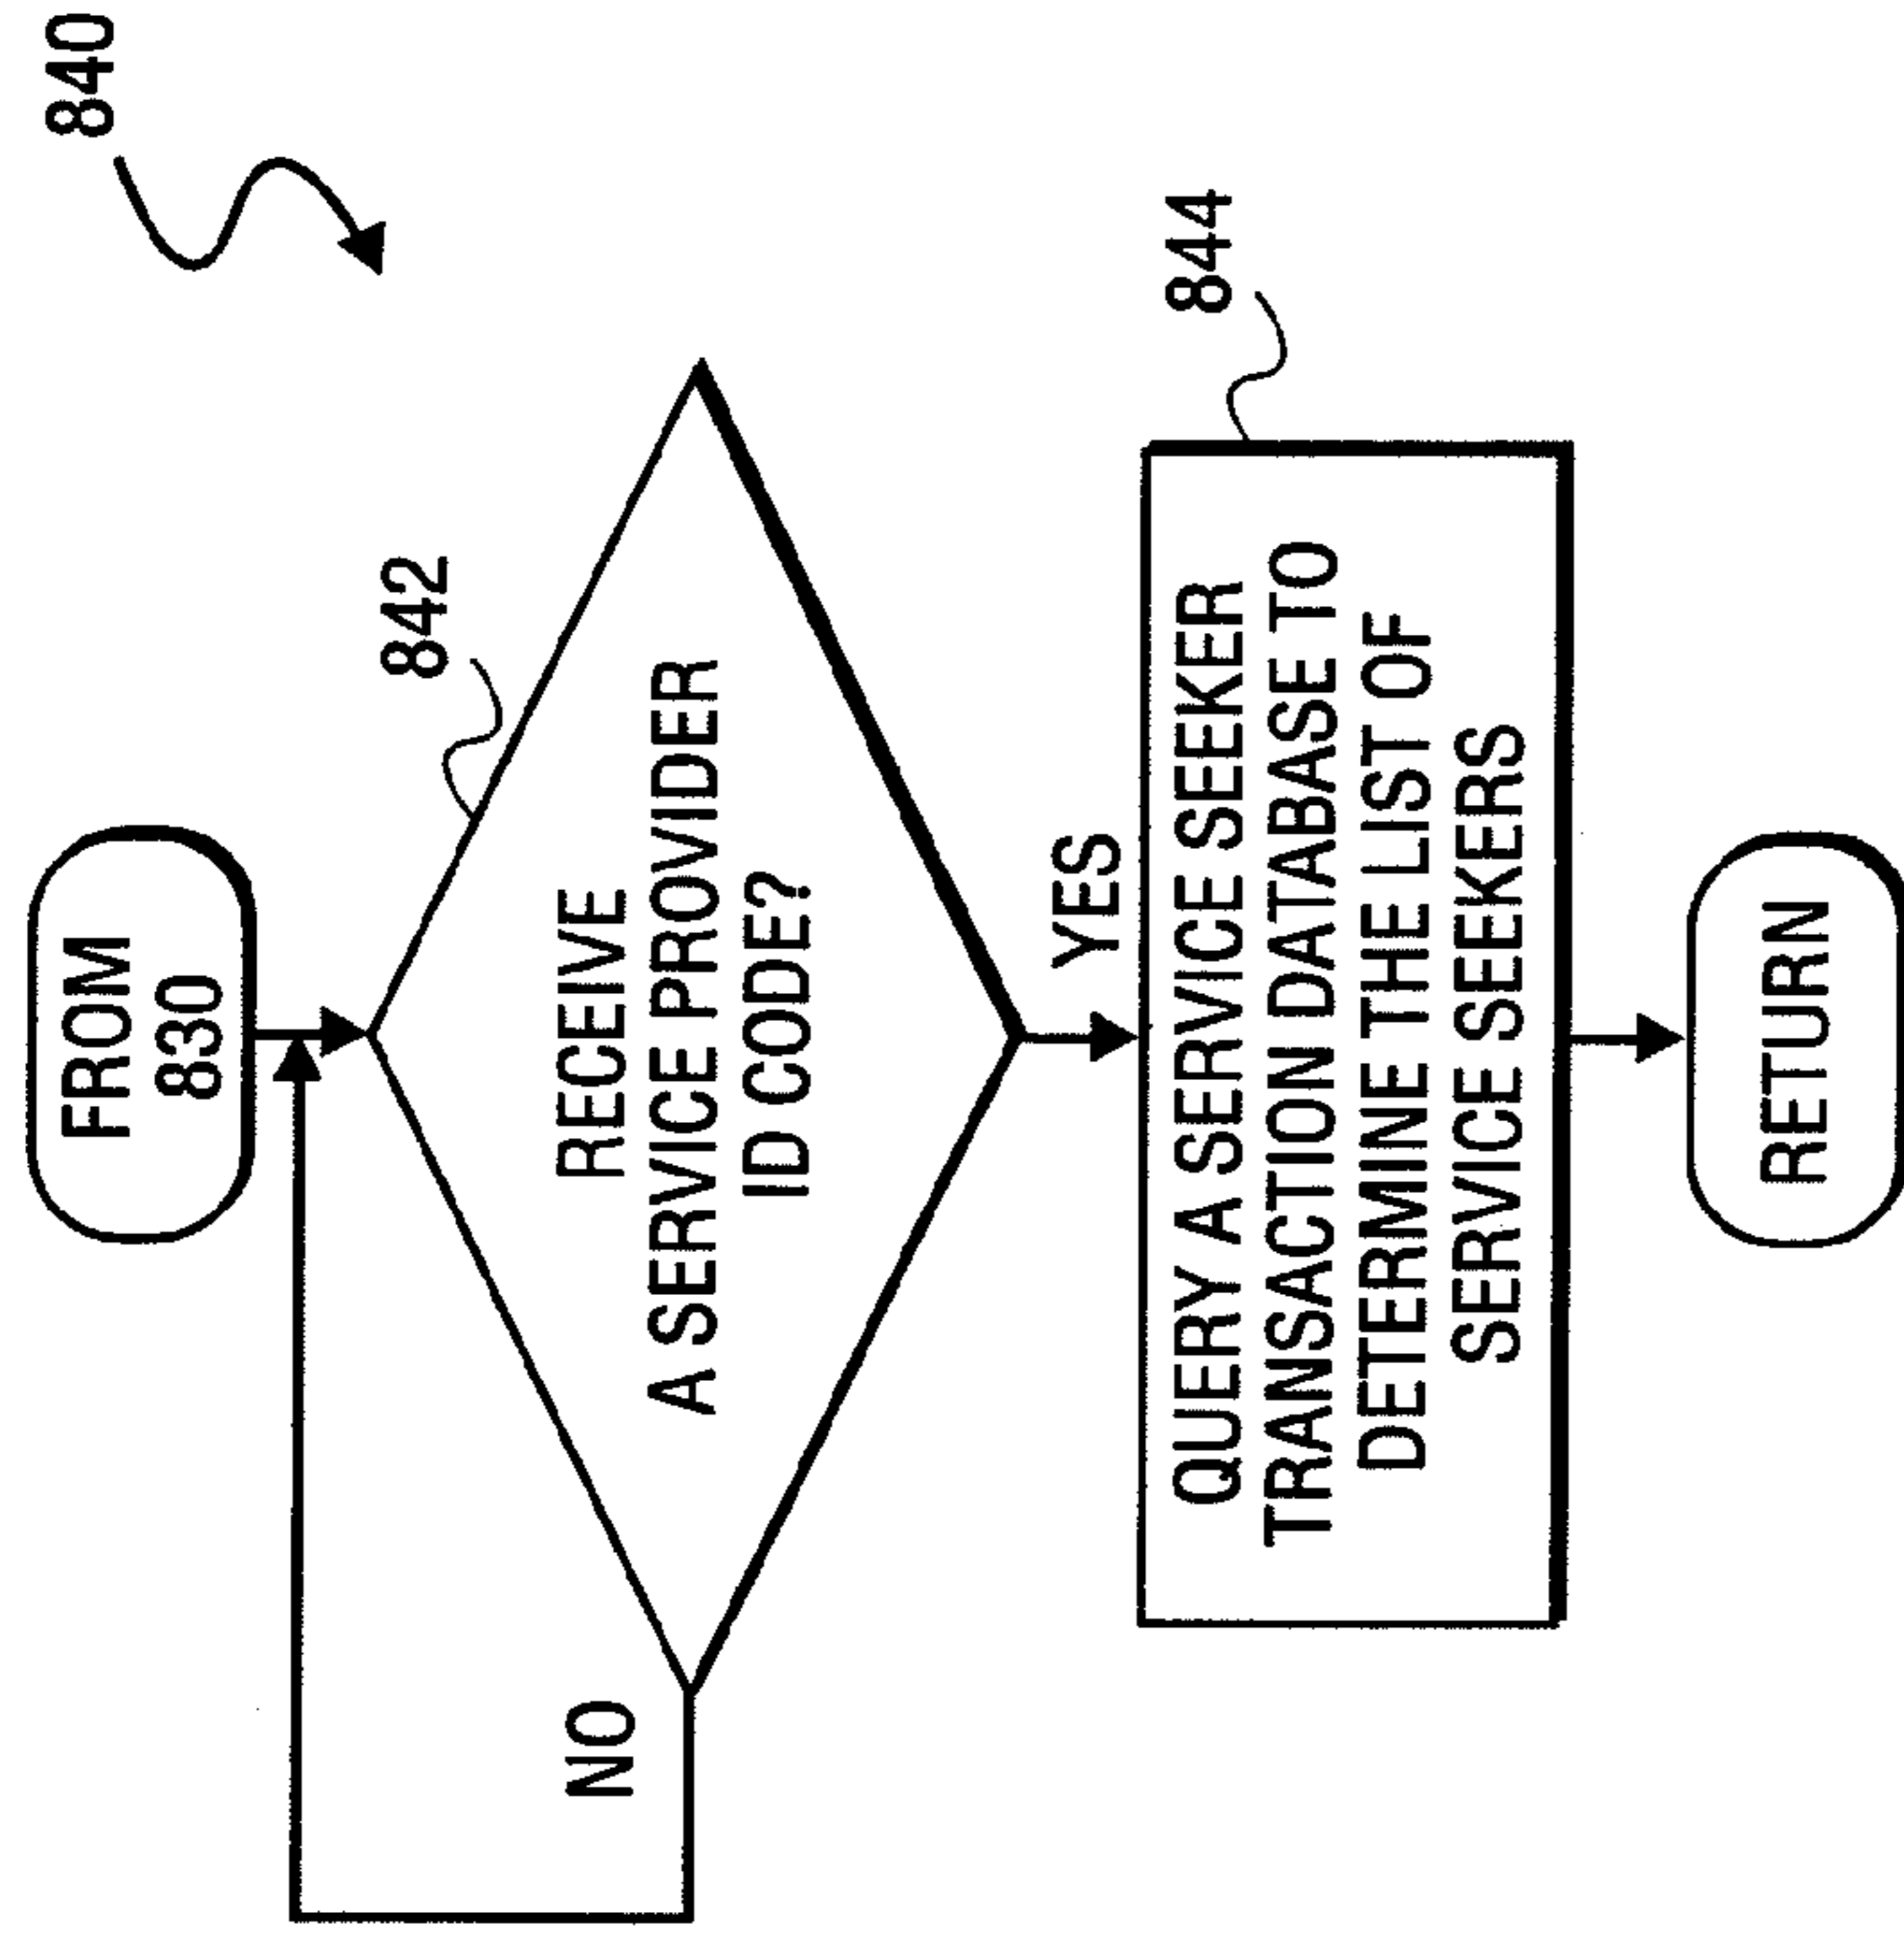 840
FROM
830
842
RECEIVE
A SERVICE PROVIDER
ID CODE?
NO
YES
844
QUERY A SERVICE SEEKER
TRANSACTION DATABASE TO
DETERMINE THE LIST OF
SERVICE SEEKERS
RETURN